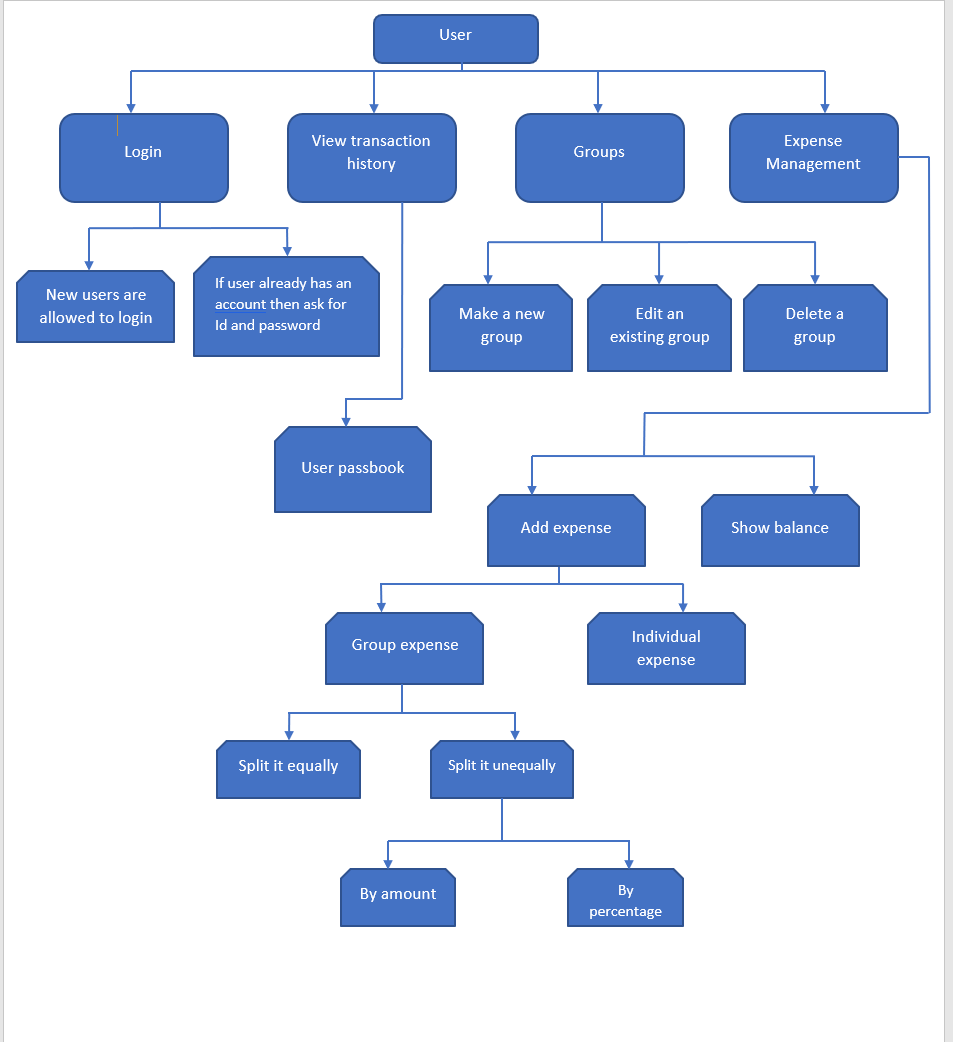 User
Login
View transaction
history
Groups
Expense
Management
New users are
allowed to login
If user already has an
account then ask for
Id and password
Make a new
group
Edit an
existing group
Delete a
group
User passbook
Add expense
Show balance
Group expense
Individual
expense
Split it equally
Split it unequally
By amount
By
percentage